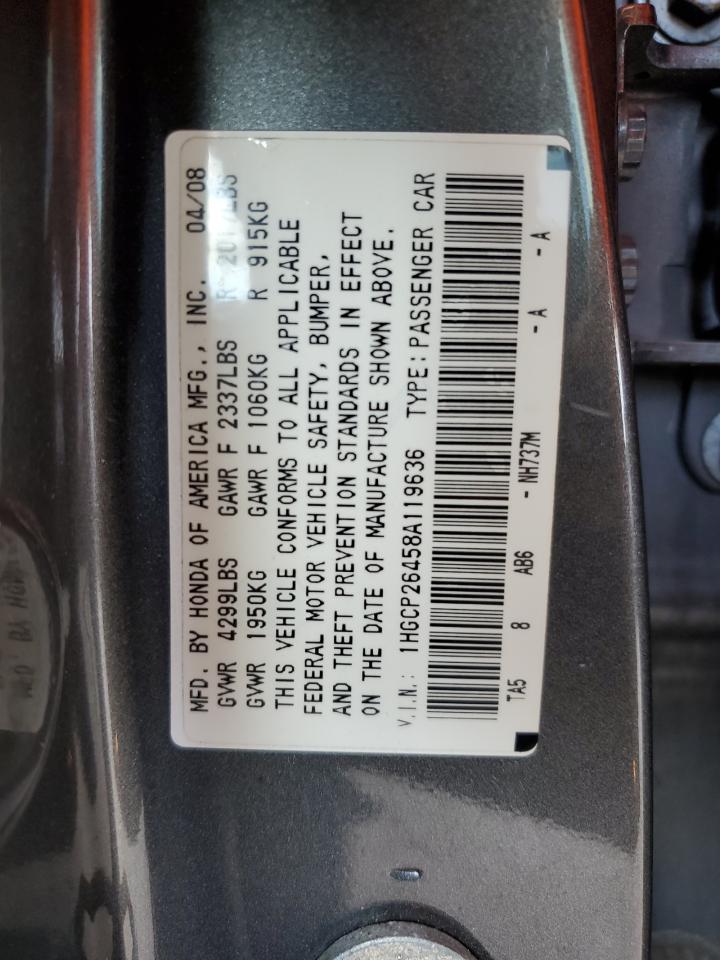 MFD. BY HONDA OF AMERICA MFG., INC. 04/08
GVWR 4299LBS GAWR F 2337LBS R 2017LBS
GVWR 1950KG GAWR F 1060KG R 915KG
THIS VEHICLE CONFORMS TO ALL APPLICABLE
FEDERAL MOTOR VEHICLE SAFETY, BUMPER,
AND THEFT PREVENTION STANDARDS IN EFFECT
ON THE DATE OF MANUFACTURE SHOWN ABOVE.
V.I.N.: 1HGCP26458A119636 TYPE:PASSENGER CAR
TA5 8 AB6 - NH737M - A - A